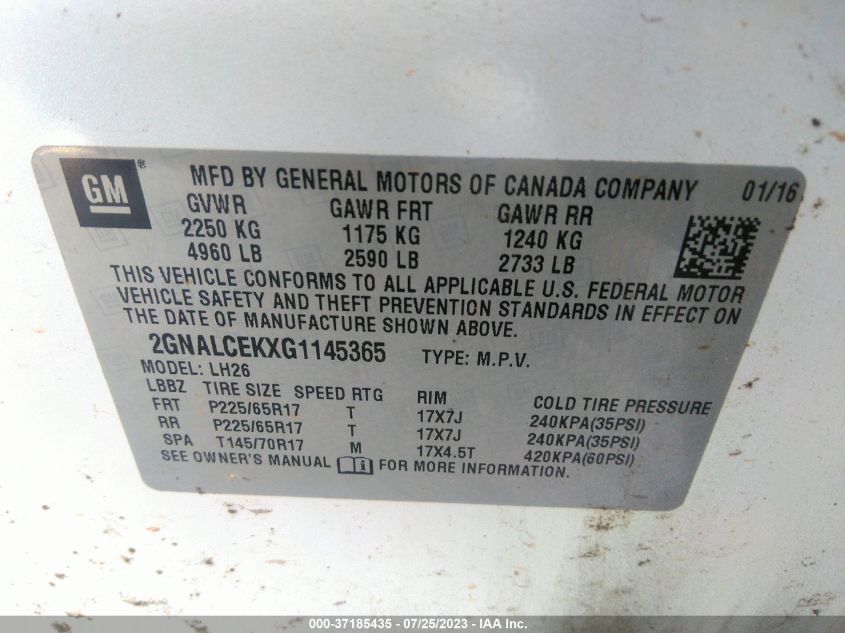 GM ® MFD BY GENERAL MOTORS OF CANADA COMPANY 01/16
GVWR GAWR FRT GAWR RR
2250 KG 1175 KG 1240 KG
4960 LB 2590 LB 2733 LB
THIS VEHICLE CONFORMS TO ALL APPLICABLE U.S. FEDERAL MOTOR
VEHICLE SAFETY AND THEFT PREVENTION STANDARDS IN EFFECT ON
THE DATE OF MANUFACTURE SHOWN ABOVE.
2GNALCEKXG1145365 TYPE: M.P.V.
MODEL: LH26
LBBZ TIRE SIZE SPEED RTG RIM COLD TIRE PRESSURE
FRT P225/65R17 T 17X7J 240KPA(35PSI)
RR P225/65R17 T 17X7J 240KPA(35PSI)
SPA T145/70R17 M 17X4.5T 420KPA(60PSI)
SEE OWNER'S MANUAL FOR MORE INFORMATION.
000-37185435 - 07/25/2023 - IAA Inc.